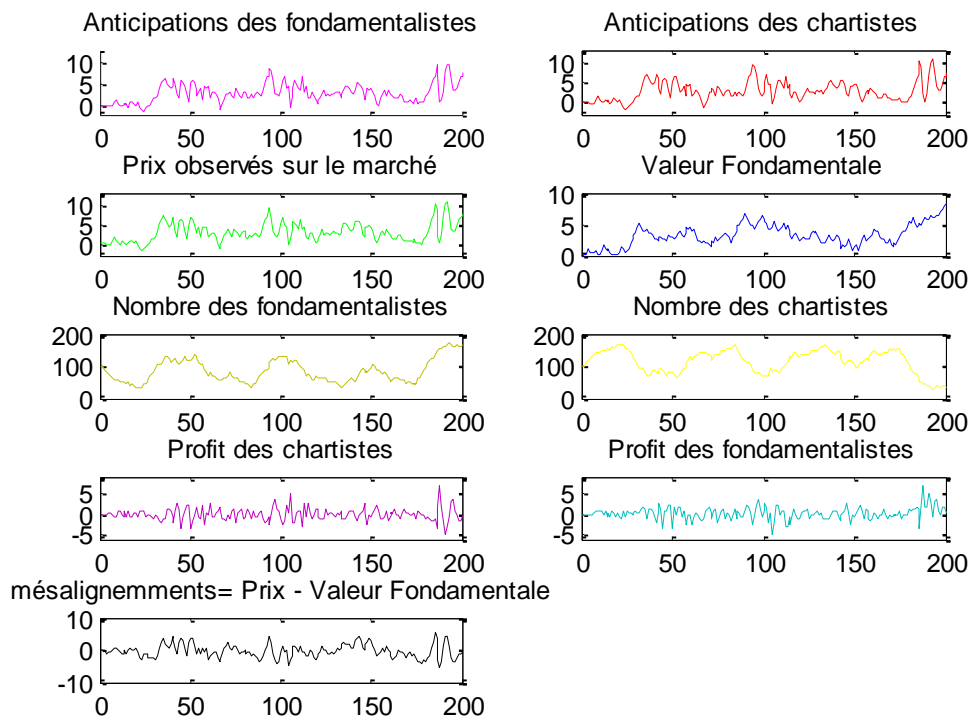 Anticipations des fondamentalistes
10
5
0
0 50 100 150 200
Anticipations des chartistes
10
5
0
0 50 100 150 200
Prix observés sur le marché
10
5
0
0 50 100 150 200
Valeur Fondamentale
10
5
0
0 50 100 150 200
Nombre des fondamentalistes
200
100
0
0 50 100 150 200
Nombre des chartistes
200
100
0
0 50 100 150 200
Profit des chartistes
5
0
-5
0 50 100 150 200
Profit des fondamentalistes
5
0
-5
0 50 100 150 200
mésalignemments= Prix - Valeur Fondamentale
10
0
-10
0 50 100 150 200